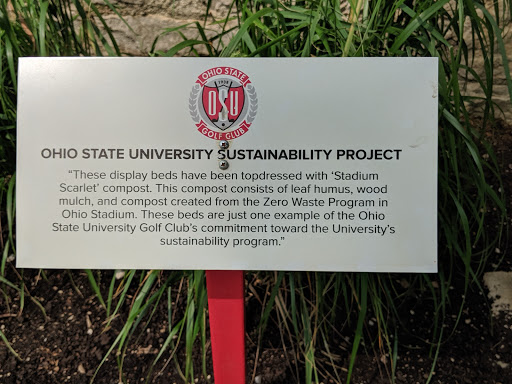 OHIO STATE
1938
OSU
GOLF CLUB
OHIO STATE UNIVERSITY SUSTAINABILITY PROJECT
"These display beds have been topdressed with 'Stadium
Scarlet' compost. This compost consists of leaf humus, wood
mulch, and compost created from the Zero Waste Program in
Ohio Stadium. These beds are just one example of the Ohio
State University Golf Club's commitment toward the University's
sustainability program."